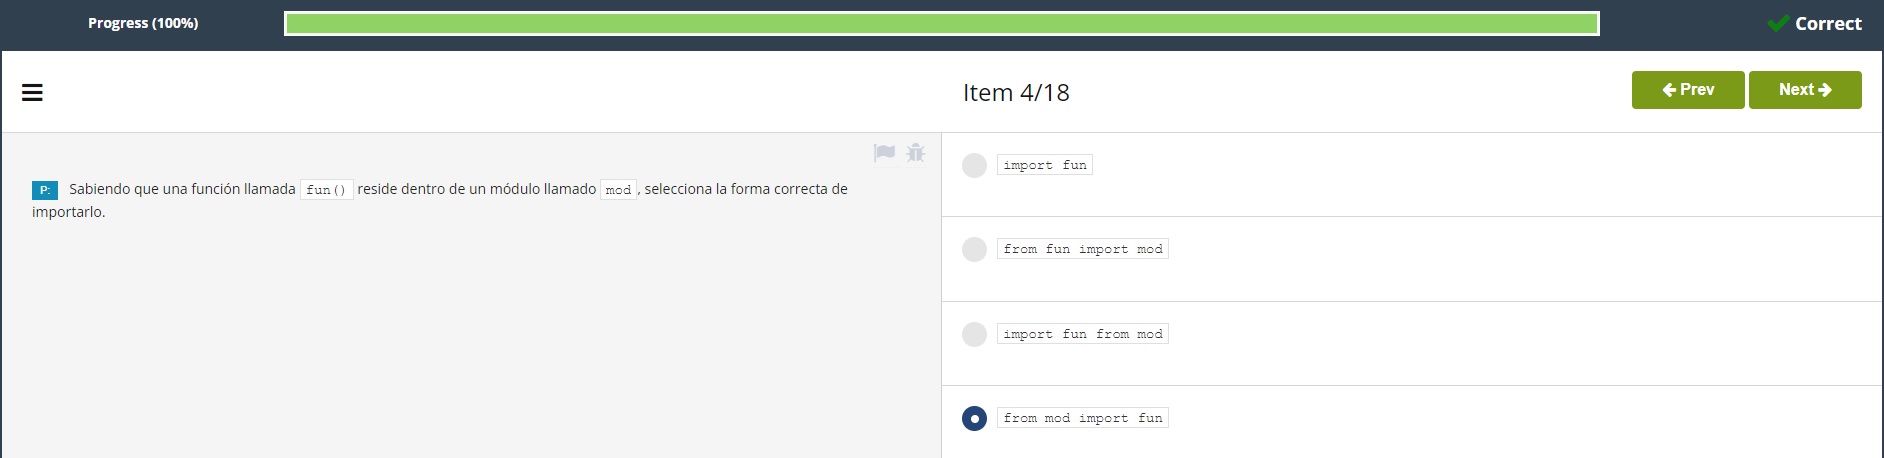 Progress (100%)
Correct
Item 4/18
Prev
Next
P: Sabiendo que una función llamada fun() reside dentro de un módulo llamado mod, selecciona la forma correcta de
importarlo.
import fun
from fun import mod
import fun from mod
from mod import fun